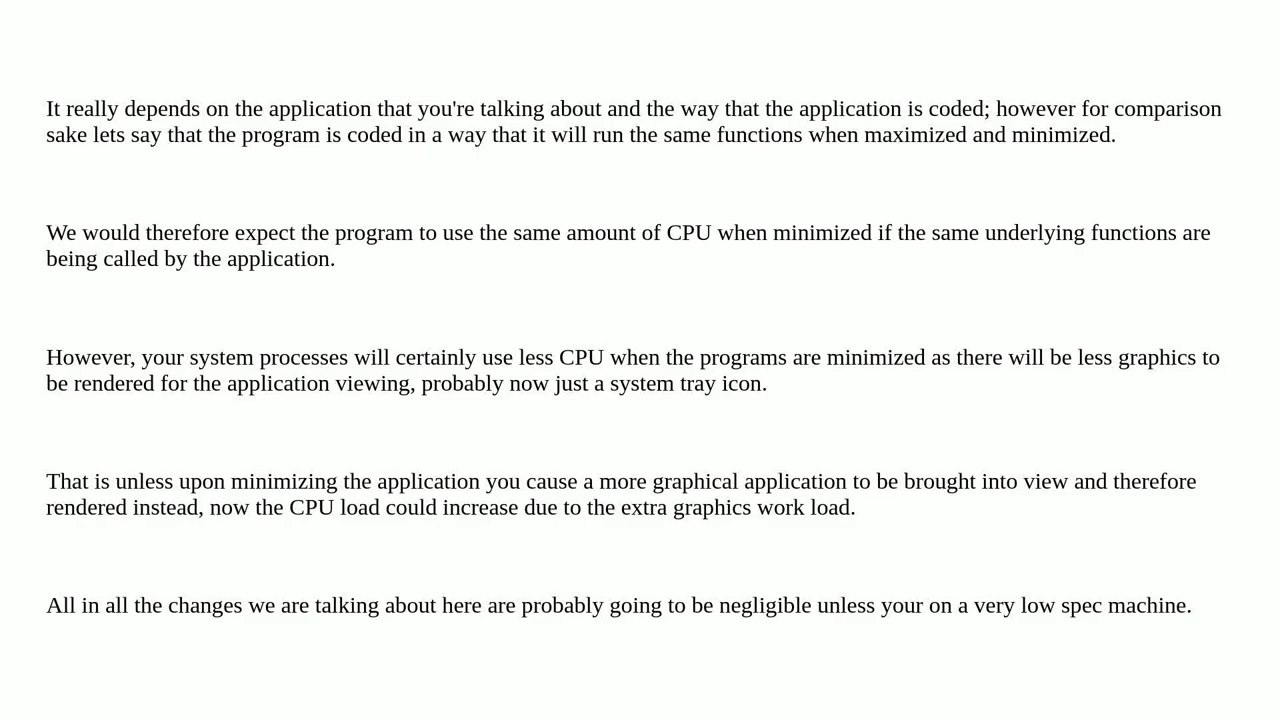 It really depends on the application that you're talking about and the way that the application is coded; however for comparison
sake lets say that the program is coded in a way that it will run the same functions when maximized and minimized.
We would therefore expect the program to use the same amount of CPU when minimized if the same underlying functions are
being called by the application.
However, your system processes will certainly use less CPU when the programs are minimized as there will be less graphics to
be rendered for the application viewing, probably now just a system tray icon.
That is unless upon minimizing the application you cause a more graphical application to be brought into view and therefore
rendered instead, now the CPU load could increase due to the extra graphics work load.
All in all the changes we are talking about here are probably going to be negligible unless your on a very low spec machine.